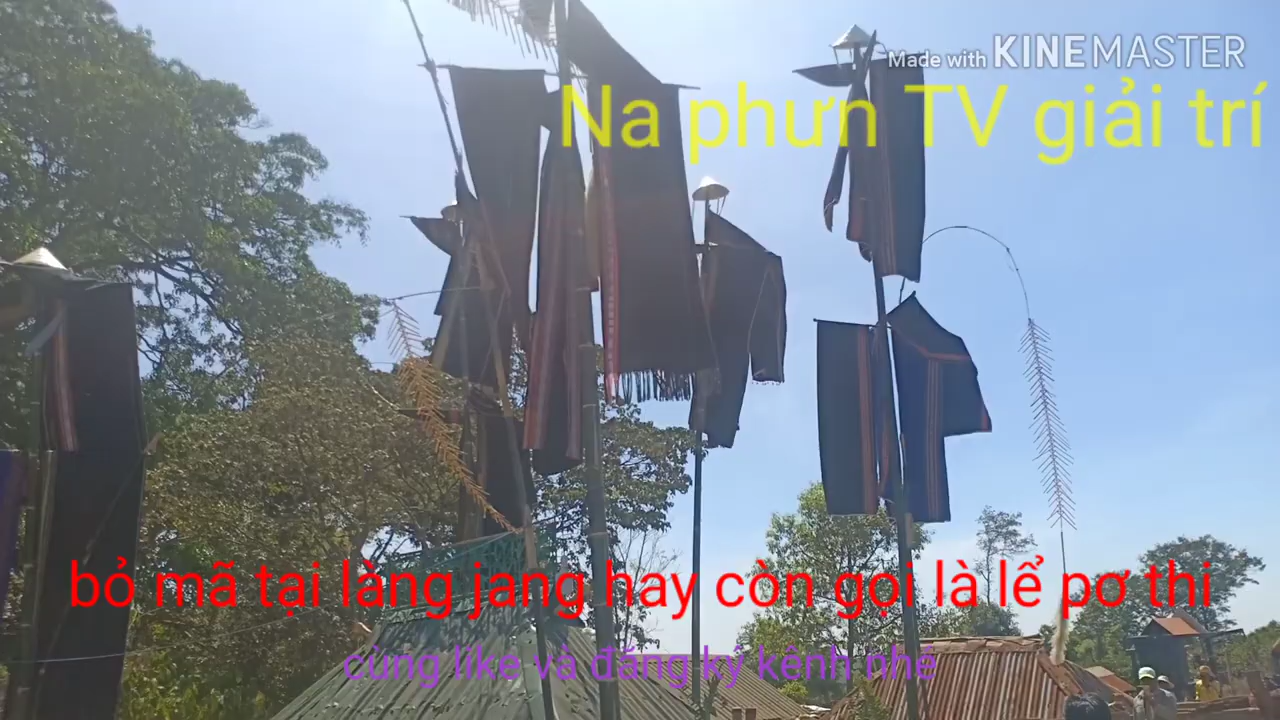 Made with KINEMASTER
Na phưn TV giải trí
bỏ mã tại làng jang hay còn gọi là lể pơ thi
cùng like và đăng ký kênh nhé